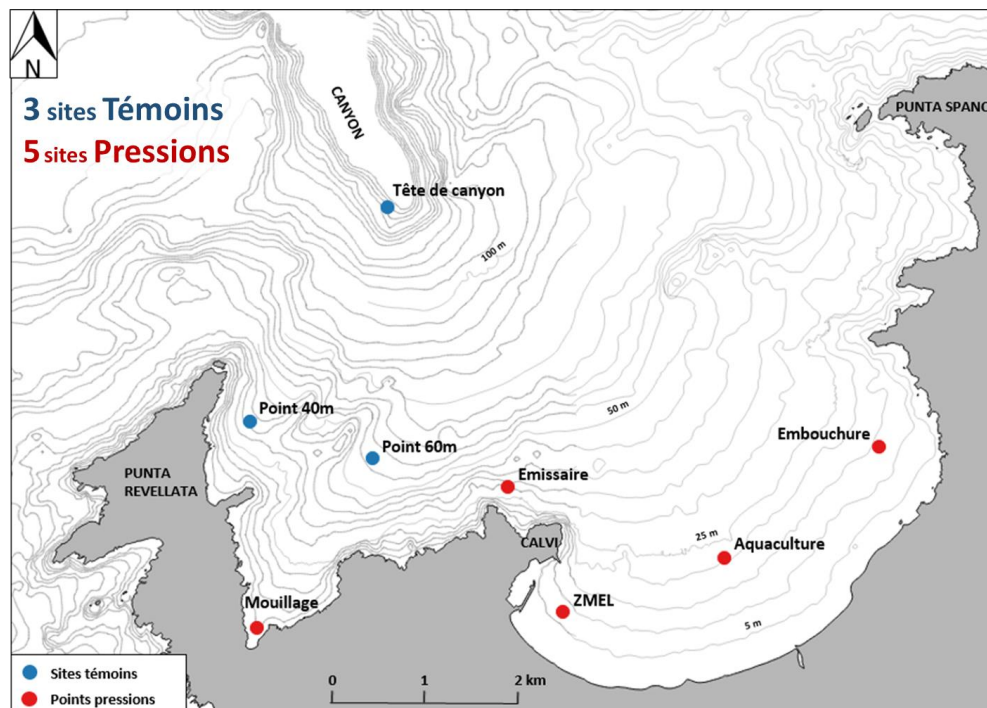 N
3 sites Témoins
5 sites Pressions
CANYON
PUNTA SPANO
Tête de canyon
100 m
50 m
Point 40m
Point 60m
Embouchure
PUNTA
REVELLATA
Emissaire
CALVI
25 m
Aquaculture
Mouillage
ZMEL
5 m
Sites témoins
Points pressions
0 1 2 km